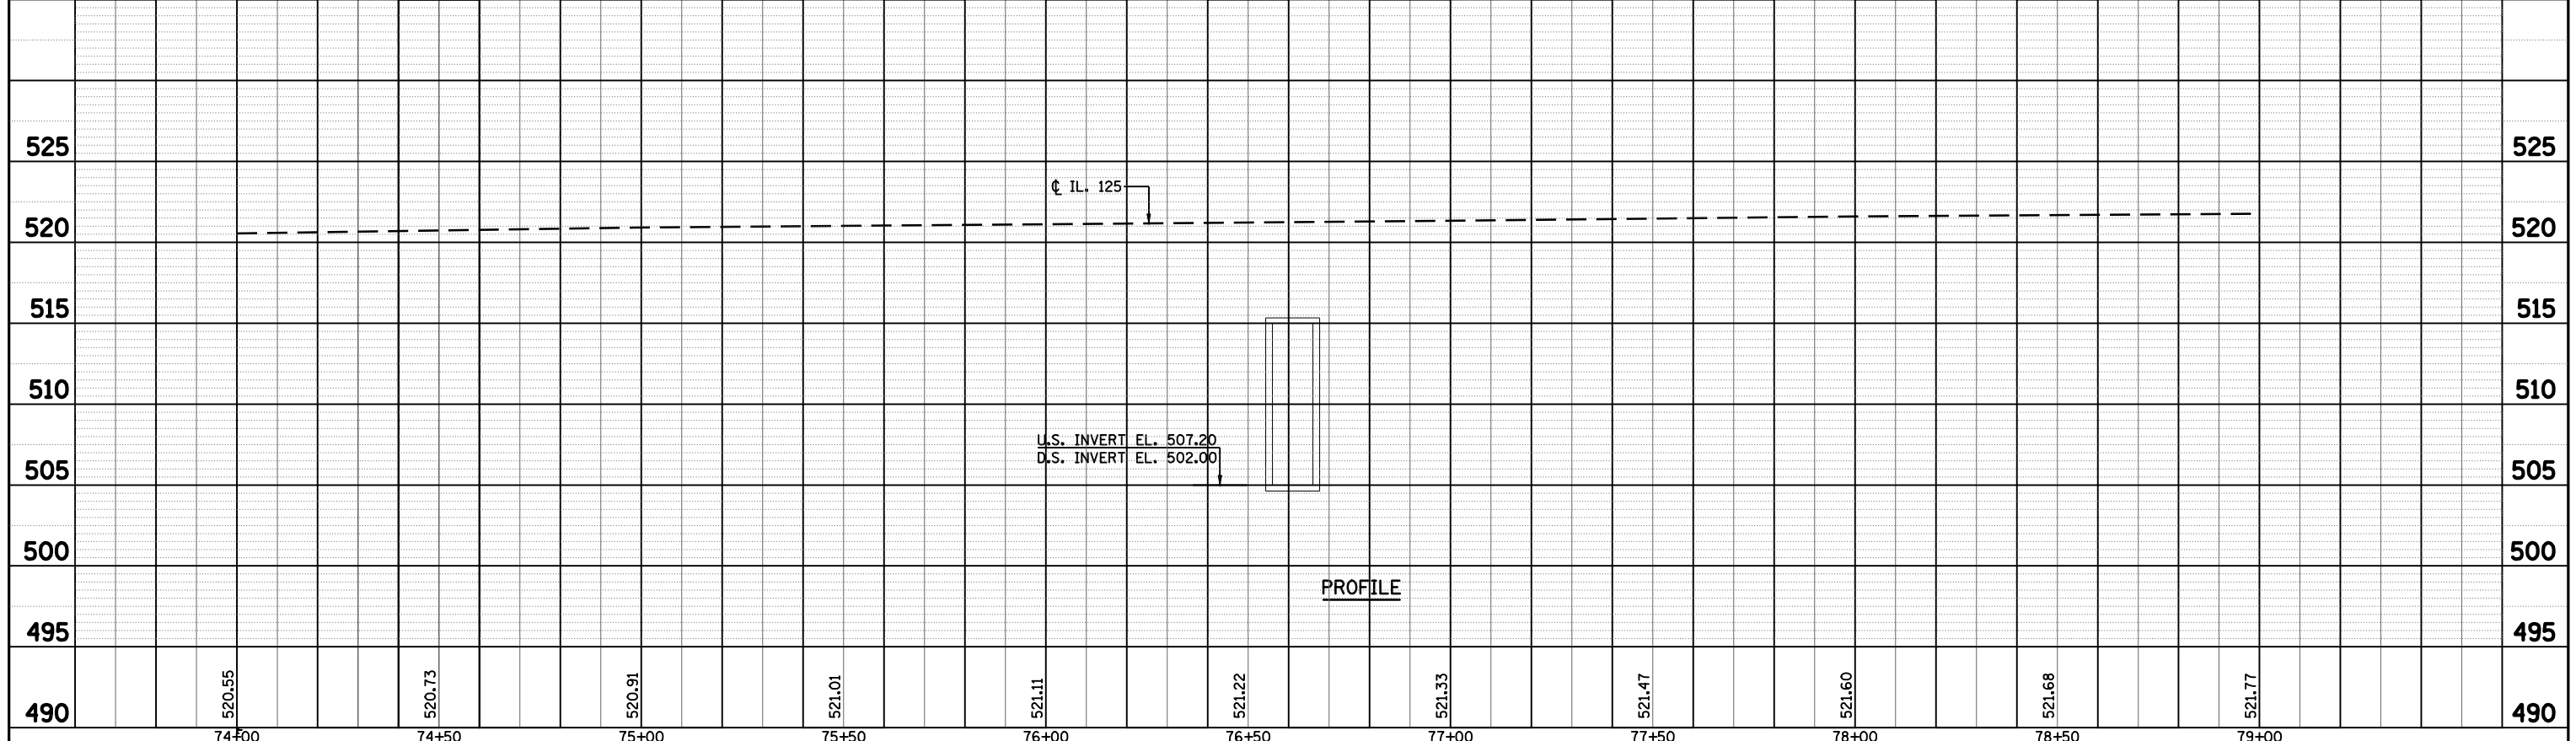 525 525
℄ IL. 125
520 520
515 515
510 510
U.S. INVERT EL. 507.20
D.S. INVERT EL. 502.00
505 505
500 500
PROFILE
495 495
520.55 520.73 520.91 521.01 521.11 521.22 521.33 521.47 521.60 521.68 521.77
490 490
74+00 74+50 75+00 75+50 76+00 76+50 77+00 77+50 78+00 78+50 79+00